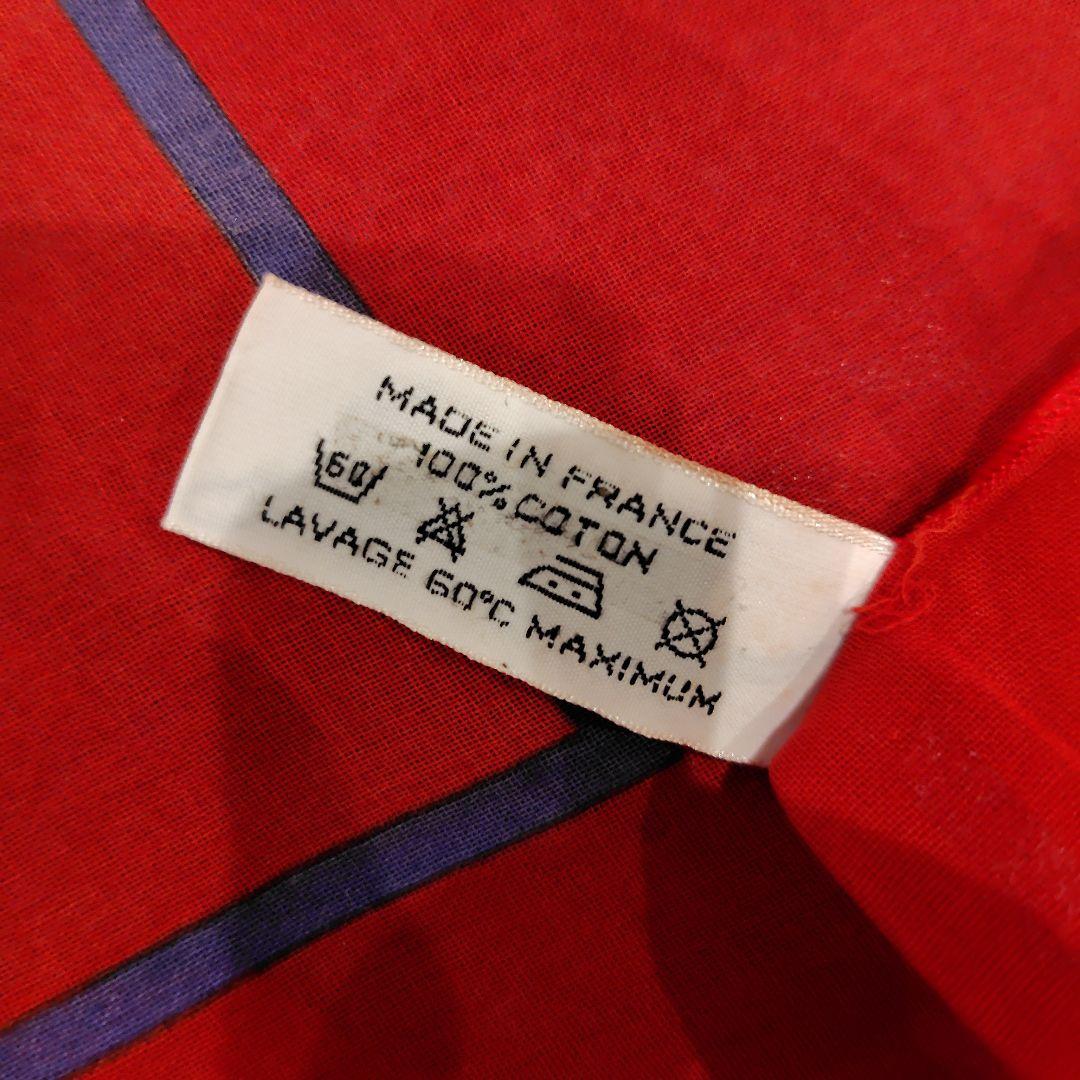 MADE IN FRANCE
100% COTON
60
LAVAGE 60°C MAXIMUM